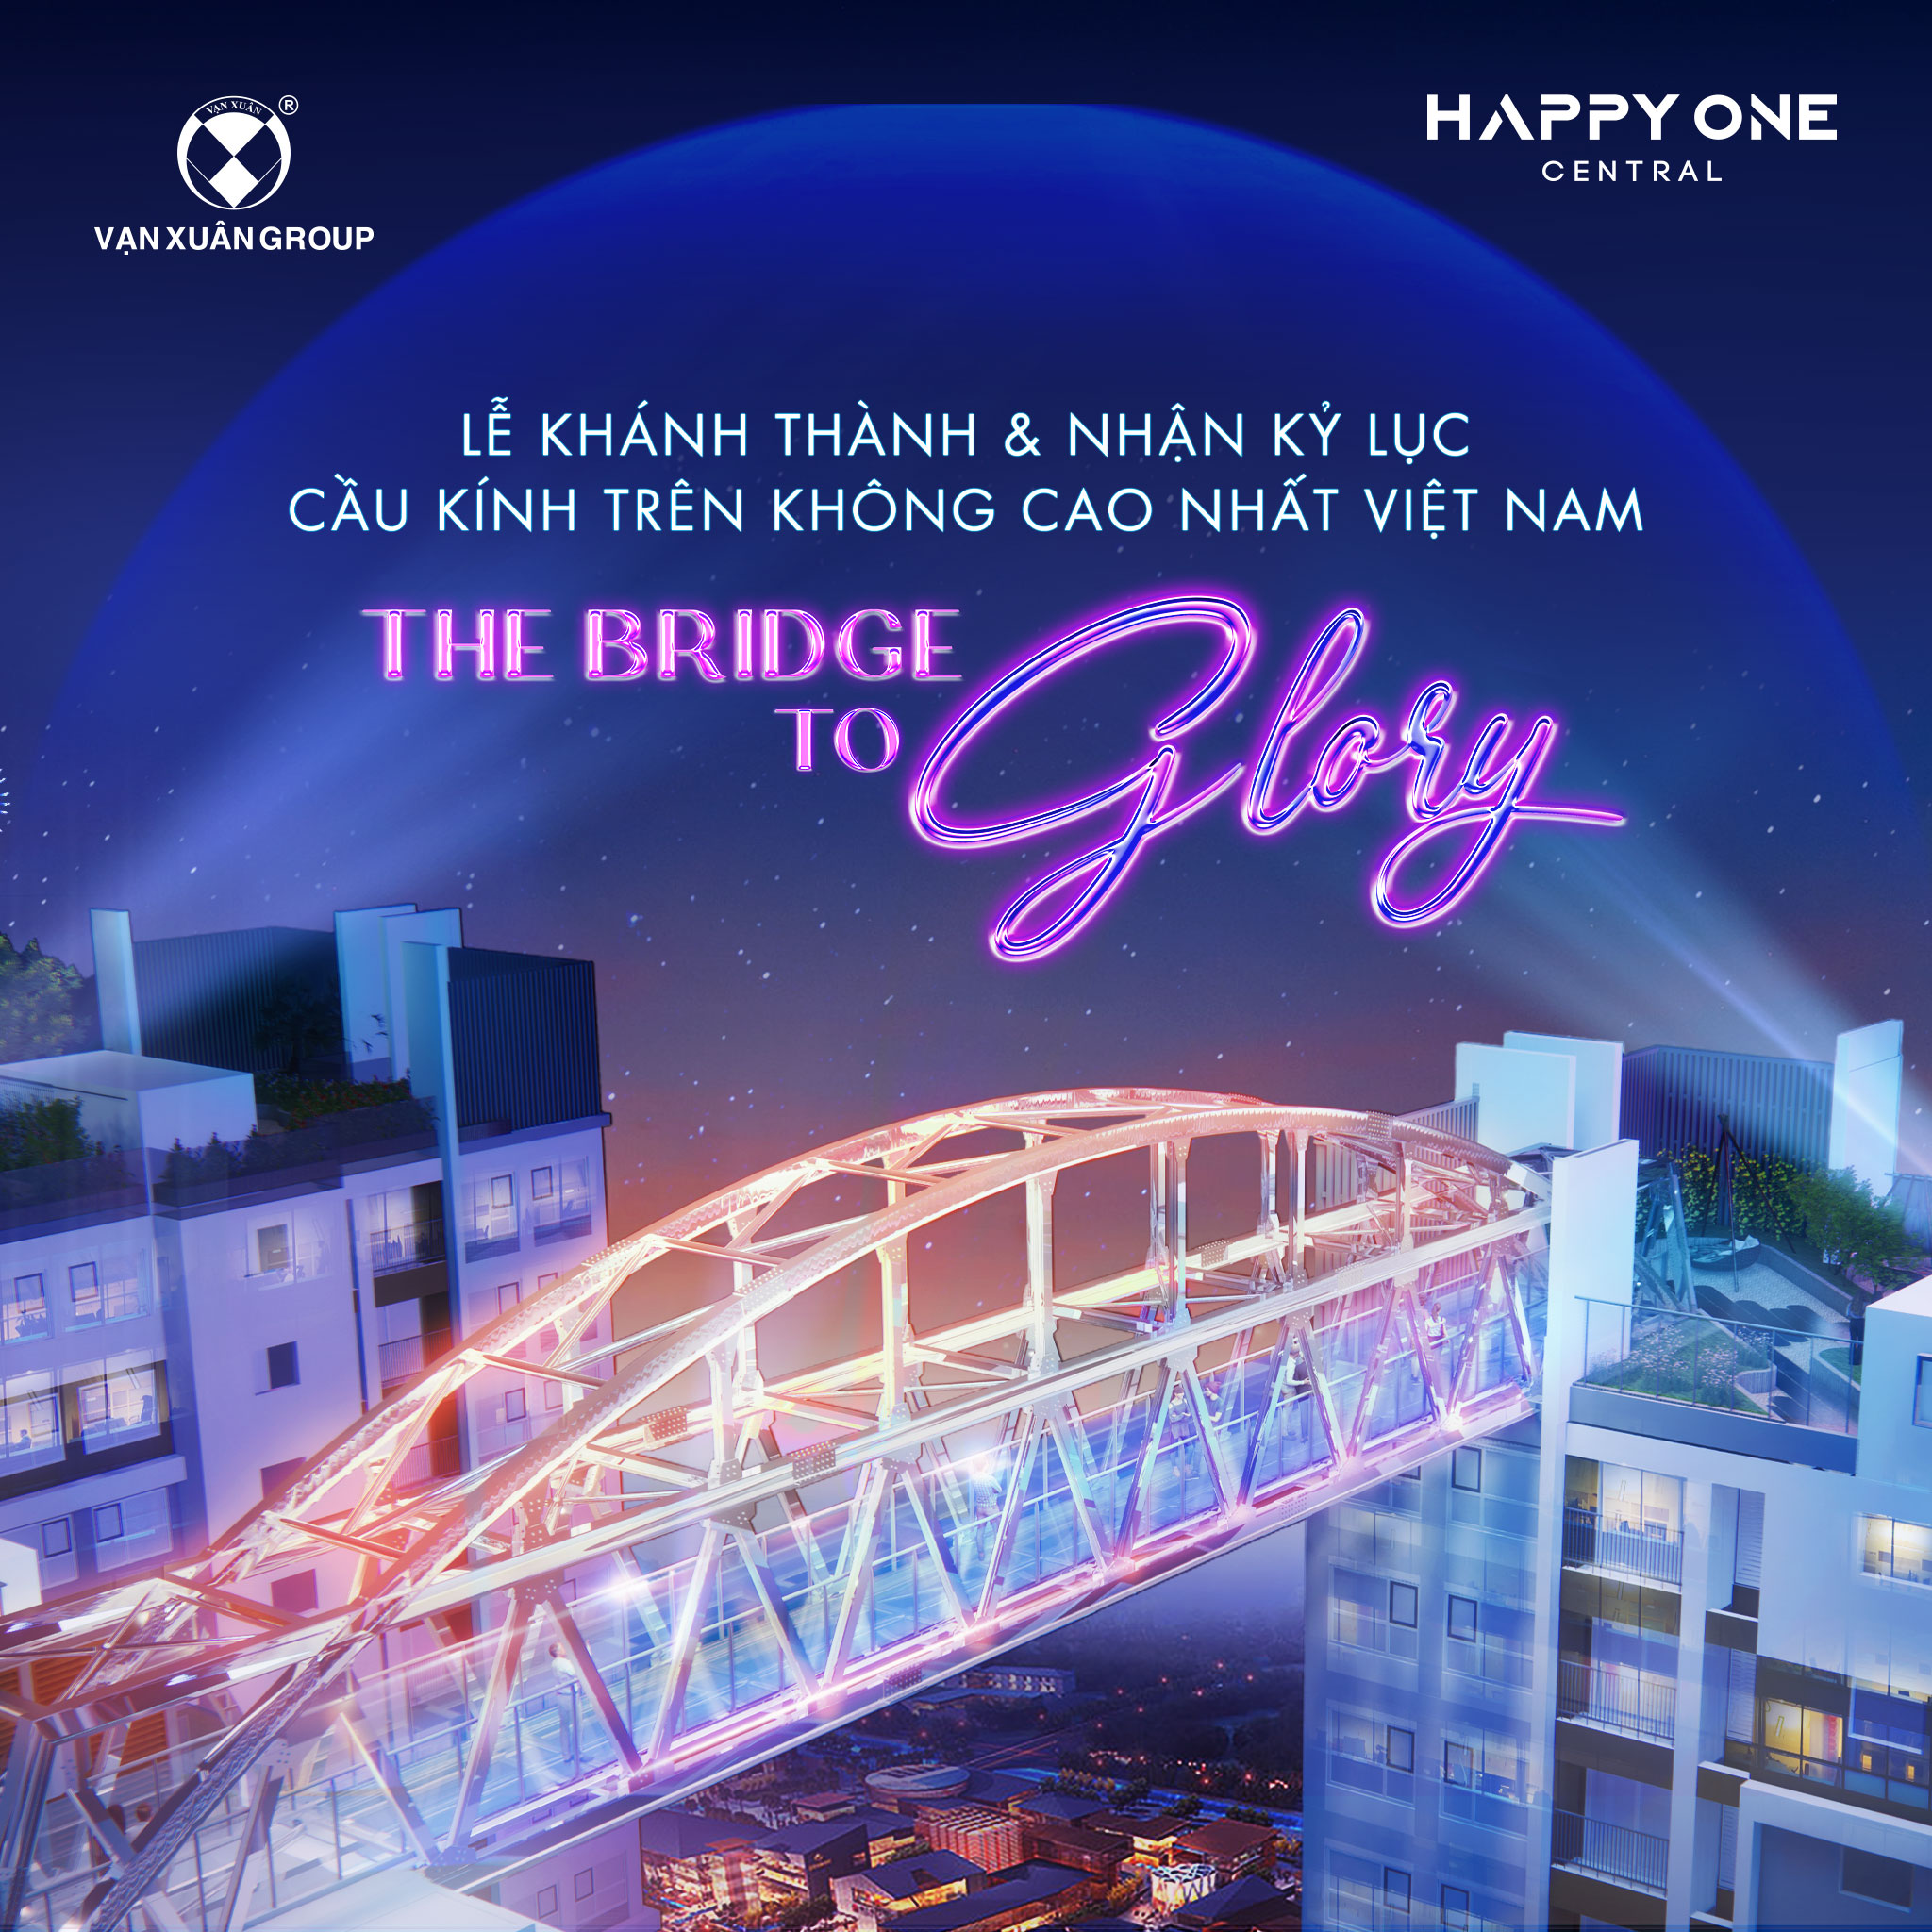 VẠN XUÂN
®
VẠN XUÂN GROUP
HAPPY ONE
CENTRAL
LỄ KHÁNH THÀNH & NHẬN KỶ LỤC
CẦU KÍNH TRÊN KHÔNG CAO NHẤT VIỆT NAM
THE BRIDGE
TO Glory